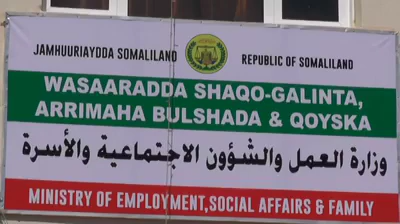 JAMHUURIAYDDA SOMALILAND REPUBLIC OF SOMALILAND
WASAARADDA SHAQO-GALINTA,
ARRIMAHA BULSHADA & QOYSKA
وزارة العمل والشؤون الاجتماعية والأسرة
MINISTRY OF EMPLOYMENT,SOCIAL AFFAIRS & FAMILY